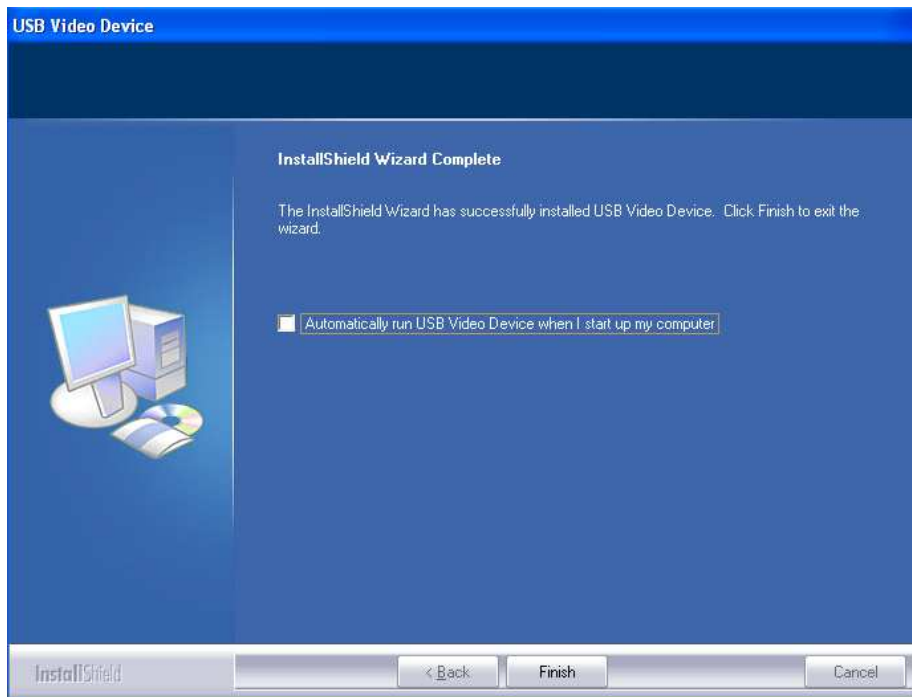 USB Video Device
InstallShield Wizard Complete
The InstallShield Wizard has successfully installed USB Video Device. Click Finish to exit the
wizard.
Automatically run USB Video Device when I start up my computer
InstallShield
< Back
Finish
Cancel